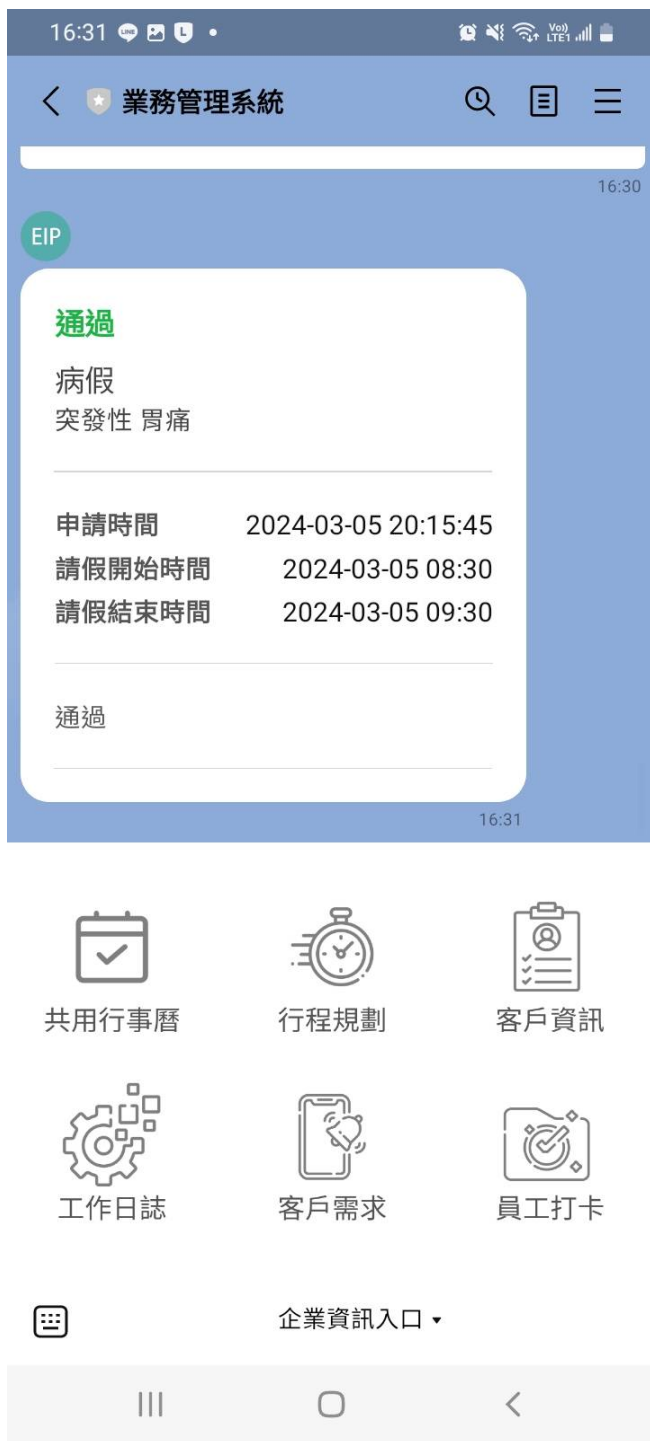 16:31
Vo))
LTE1
業務管理系統
16:30
EIP
通過
病假
突發性 胃痛
申請時間 2024-03-05 20:15:45
請假開始時間 2024-03-05 08:30
請假結束時間 2024-03-05 09:30
通過
16:31
共用行事曆 行程規劃 客戶資訊
工作日誌 客戶需求 員工打卡
企業資訊入口